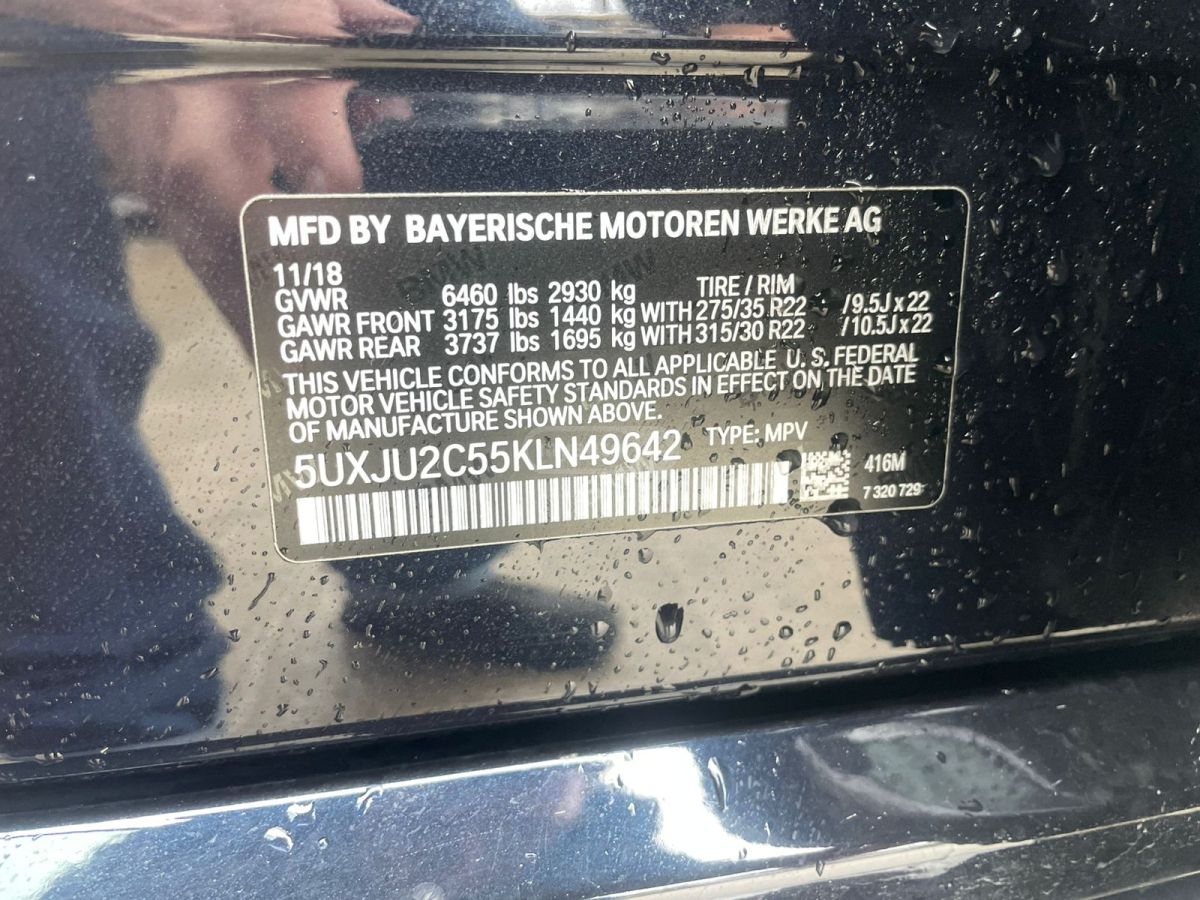 MFD BY BAYERISCHE MOTOREN WERKE AG
11/18 TIRE / RIM
GVWR 6460 lbs 2930 kg
GAWR FRONT 3175 lbs 1440 kg WITH 275/35 R22 /9.5J x 22
GAWR REAR 3737 lbs 1695 kg WITH 315/30 R22 /10.5J x 22
THIS VEHICLE CONFORMS TO ALL APPLICABLE U.S. FEDERAL
MOTOR VEHICLE SAFETY STANDARDS IN EFFECT ON THE DATE
OF MANUFACTURE SHOWN ABOVE.
5UXJU2C55KLN49642 TYPE: MPV
416M
7 320 729